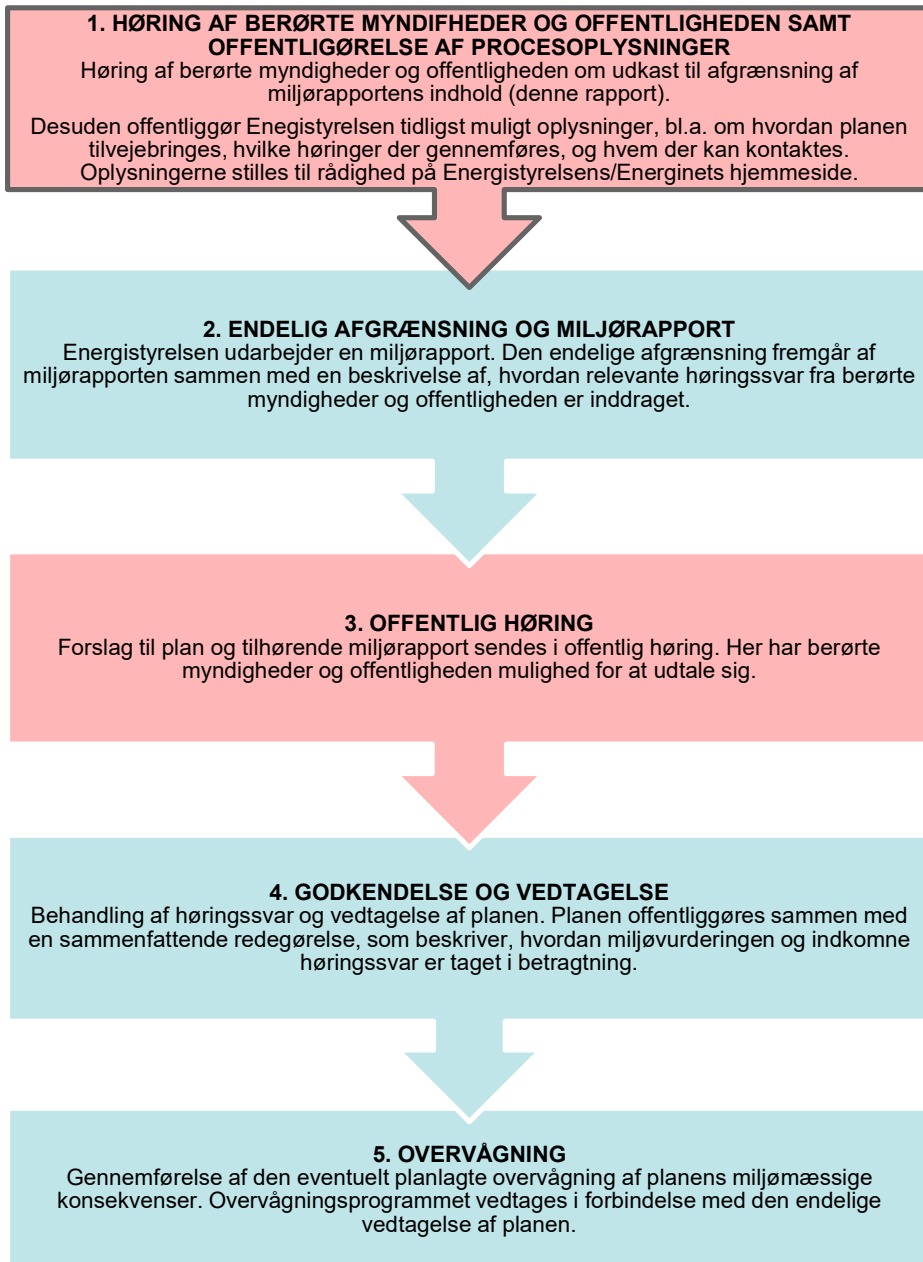 1. HØRING AF BERØRTE MYNDIFHEDER OG OFFENTLIGHEDEN SAMT
OFFENTLIGØRELSE AF PROCESOPLYSNINGER
Høring af berørte myndigheder og offentligheden om udkast til afgrænsning af
miljørapportens indhold (denne rapport).
Desuden offentliggør Enegistyrelsen tidligst muligt oplysninger, bl.a. om hvordan planen
tilvejebringes, hvilke høringer der gennemføres, og hvem der kan kontaktes.
Oplysningerne stilles til rådighed på Energistyrelsens/Energinets hjemmeside.
2. ENDELIG AFGRÆNSNING OG MILJØRAPPORT
Energistyrelsen udarbejder en miljørapport. Den endelige afgrænsning fremgår af
miljørapporten sammen med en beskrivelse af, hvordan relevante høringssvar fra berørte
myndigheder og offentligheden er inddraget.
3. OFFENTLIG HØRING
Forslag til plan og tilhørende miljørapport sendes i offentlig høring. Her har berørte
myndigheder og offentligheden mulighed for at udtale sig.
4. GODKENDELSE OG VEDTAGELSE
Behandling af høringssvar og vedtagelse af planen. Planen offentliggøres sammen med
en sammenfattende redegørelse, som beskriver, hvordan miljøvurderingen og indkomne
høringssvar er taget i betragtning.
5. OVERVÅGNING
Gennemførelse af den eventuelt planlagte overvågning af planens miljømæssige
konsekvenser. Overvågningsprogrammet vedtages i forbindelse med den endelige
vedtagelse af planen.